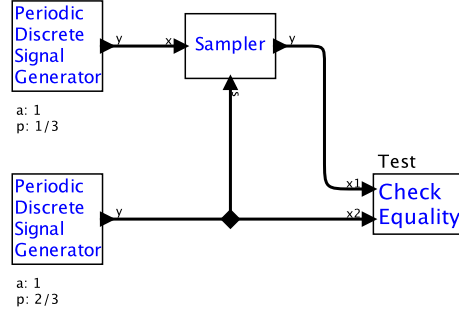 Periodic
Discrete
Signal
Generator
y
x
Sampler
y
s
a: 1
p: 1/3
Test
x1
Check
Equality
x2
Periodic
Discrete
Signal
Generator
y
a: 1
p: 2/3